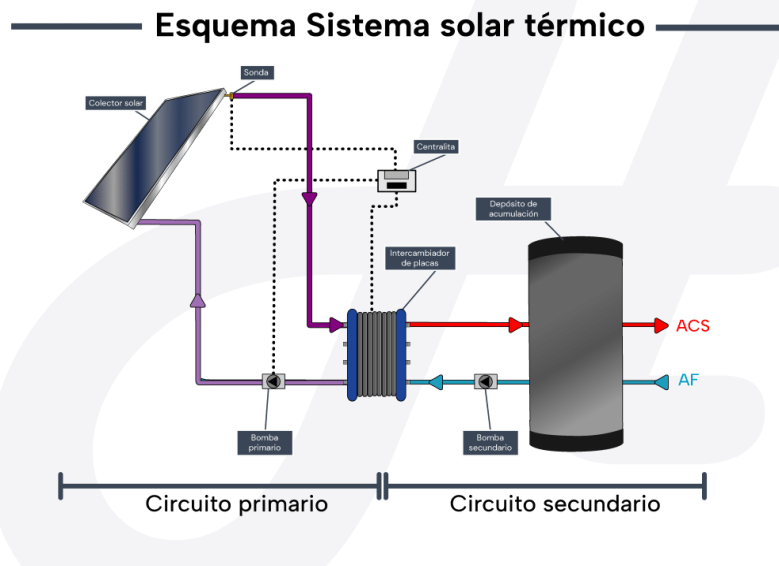 Esquema Sistema solar térmico
Sonda
Colector solar
Centralita
Depósito de
acumulación
Intercambiador
de placas
ACS
AF
Bomba
primario
Bomba
secundario
Circuito primario
Circuito secundario